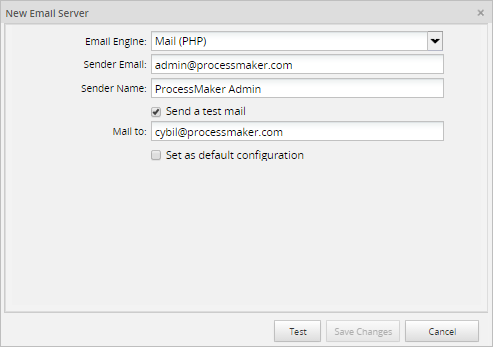 New Email Server
Email Engine: Mail (PHP)
Sender Email: admin@processmaker.com
Sender Name: ProcessMaker Admin
Send a test mail
Mail to: cybil@processmaker.com
Set as default configuration
Test Save Changes Cancel